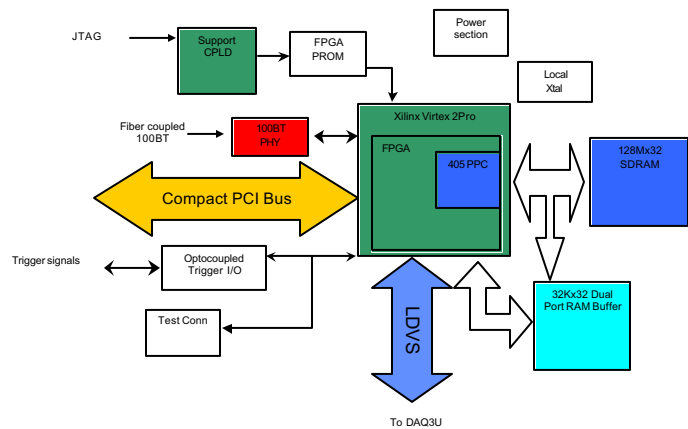 Power
section
JTAG
Support
CPLD
FPGA
PROM
Local
Xtal
Xilinx Virtex 2Pro
Fiber coupled
100BT
100BT
PHY
FPGA
405 PPC
128Mx32
SDRAM
Compact PCI Bus
Trigger signals
Optocoupled
Trigger I/O
32Kx32 Dual
Port RAM Buffer
Test Conn
LDVS
To DAQ3U